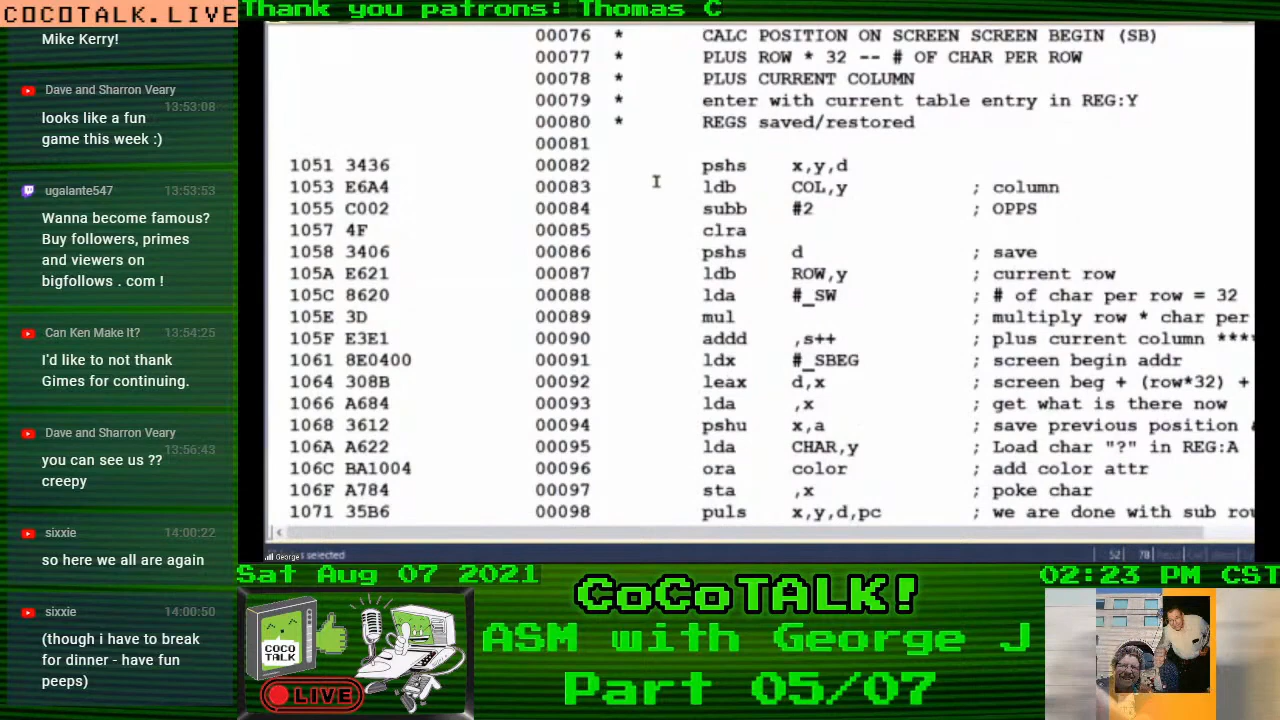 COCOTALK.LIVE
Thank you patrons: Thomas C
Mike Kerry!
Dave and Sharron Veary
13:53:08
looks like a fun
game this week :)
ugalante547
13:53:53
Wanna become famous?
Buy followers, primes
and viewers on
bigfollows . com !
Can Ken Make It?
13:54:25
I'd like to not thank
Gimes for continuing.
Dave and Sharron Veary
13:56:43
you can see us ??
creepy
sixxie
14:00:22
so here we all are again
sixxie
14:00:50
(though i have to break
for dinner - have fun
peeps)
00076 * CALC POSITION ON SCREEN SCREEN BEGIN (SB)
00077 * PLUS ROW * 32 -- # OF CHAR PER ROW
00078 * PLUS CURRENT COLUMN
00079 * enter with current table entry in REG:Y
00080 * REGS saved/restored
00081
1051 3436 00082 pshs x,y,d
1053 E6A4 00083 ldb COL,y ; column
1055 C002 00084 subb #2 ; OPPS
1057 4F 00085 clra
1058 3406 00086 pshs d ; save
105A E621 00087 ldb ROW,y ; current row
105C 8620 00088 lda #_SW ; # of char per row = 32
105E 3D 00089 mul ; multiply row * char per
105F E3E1 00090 addd ,s++ ; plus current column ****
1061 8E0400 00091 ldx #_SBEG ; screen begin addr
1064 308B 00092 leax d,x ; screen beg + (row*32) +
1066 A684 00093 lda ,x ; get what is there now
1068 3612 00094 pshu x,a ; save previous position
106A A622 00095 lda CHAR,y ; Load char "?" in REG:A
106C BA1004 00096 ora color ; add color attr
106F A784 00097 sta ,x ; poke char
1071 35B6 00098 puls x,y,d,pc ; we are done with sub rou
George
selected
52 78
Sat Aug 07 2021
CoCoTALK!
02:23 PM CST
COCO
TALK
LIVE
ASM with George J
Part 05/07